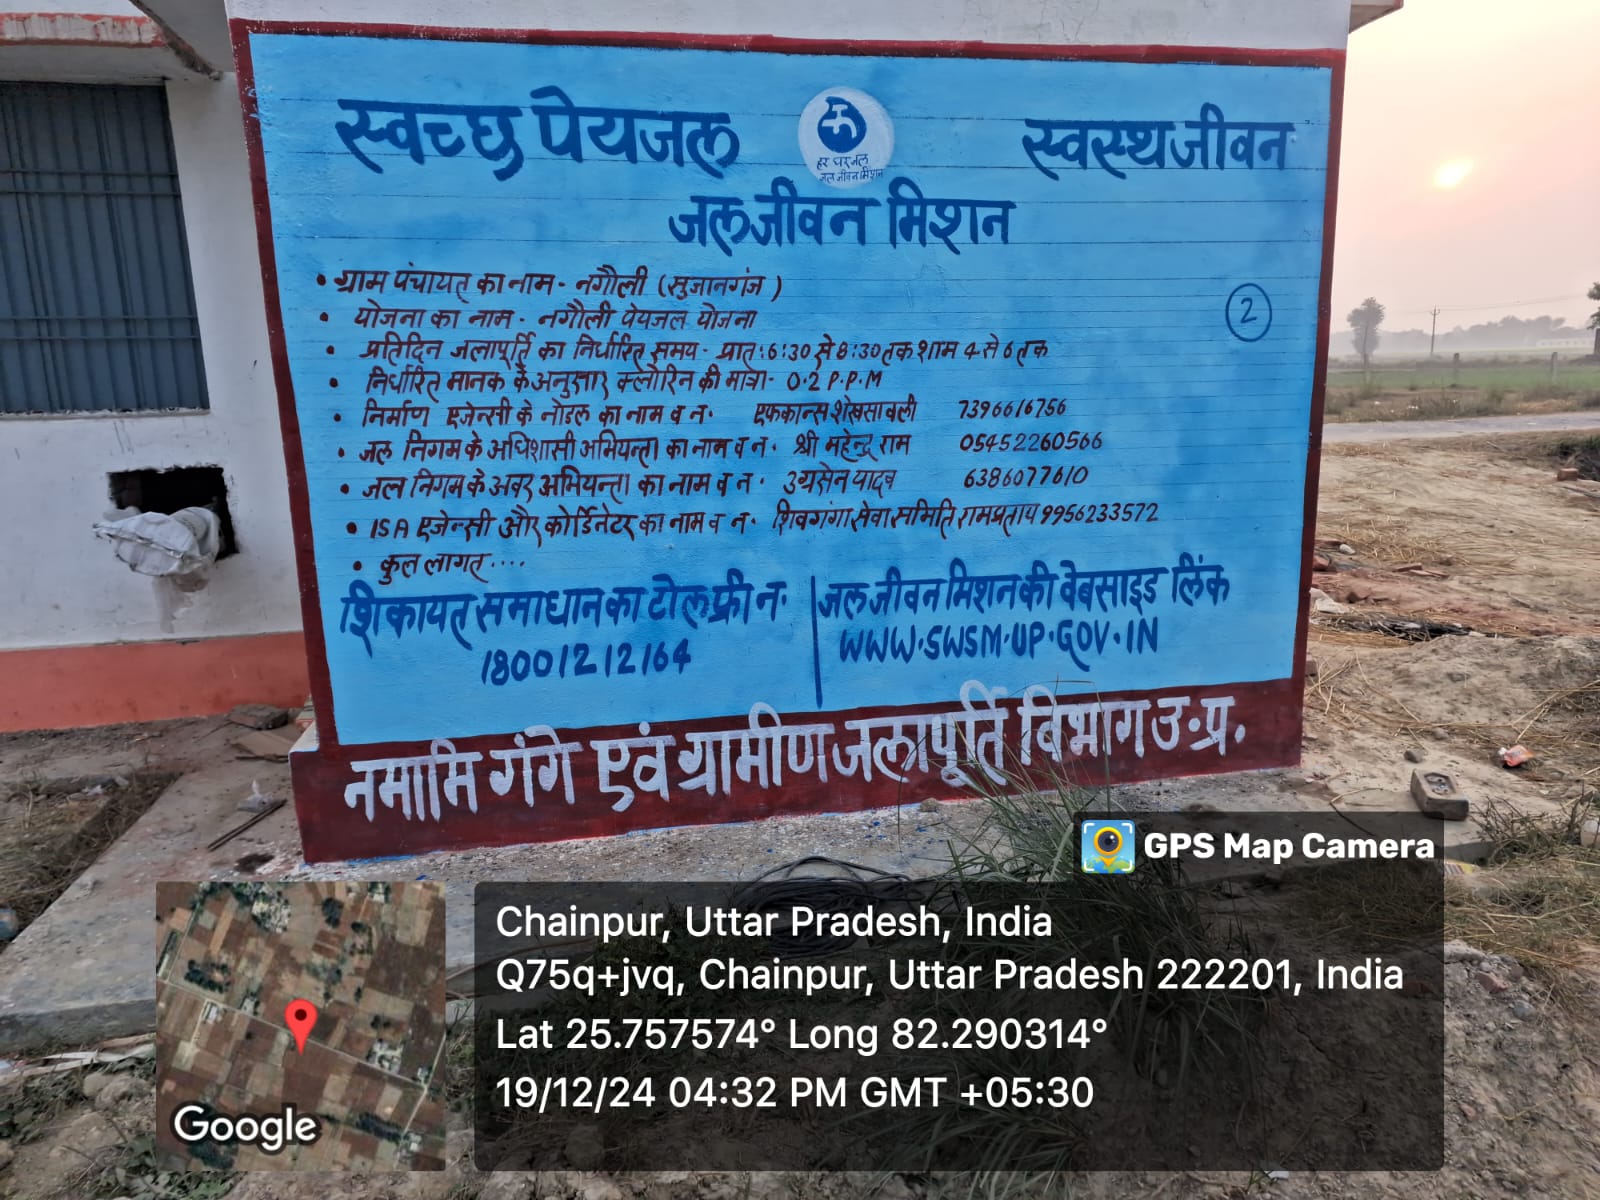 स्वच्छ पेयजल
हर घर जल
जल जीवन मिशन
स्वस्थ जीवन
जल जीवन मिशन
2
• ग्राम पंचायत का नाम - नगौली (सुजानगंज)
• योजना का नाम - नगौली पेयजल योजना
• प्रतिदिन जलापूर्ति का निर्धारित समय - प्रात: 6:30 से 8:30 तक शाम 4 से 6 तक
• निर्धारित मानक के अनुसार क्लोरिन की मात्रा - 0.2 P.P.M
• निर्माण एजेन्सी के नोडल का नाम व न. एफकान्स शेखसावली 7396616756
• जल निगम के अधिशासी अभियन्ता का नाम व न. श्री महेन्द्र राम 05452260566
• जल निगम के अवर अभियन्ता का नाम व न. उग्रसेन यादव 6386077610
• ISA एजेन्सी और कोर्डिनेटर का नाम व न. शिवगंगा सेवा समिति रामप्रताप 9956233572
• कुल लागत....
शिकायत समाधान का टोल फ्री न.
18001212164
जल जीवन मिशन की वेबसाइड लिंक
WWW.SWSM.UP.GOV.IN
नमामि गंगे एवं ग्रामीण जलापूर्ति विभाग उ.प्र.
GPS Map Camera
Chainpur, Uttar Pradesh, India
Q75q+jvq, Chainpur, Uttar Pradesh 222201, India
Lat 25.757574° Long 82.290314°
19/12/24 04:32 PM GMT +05:30
Google